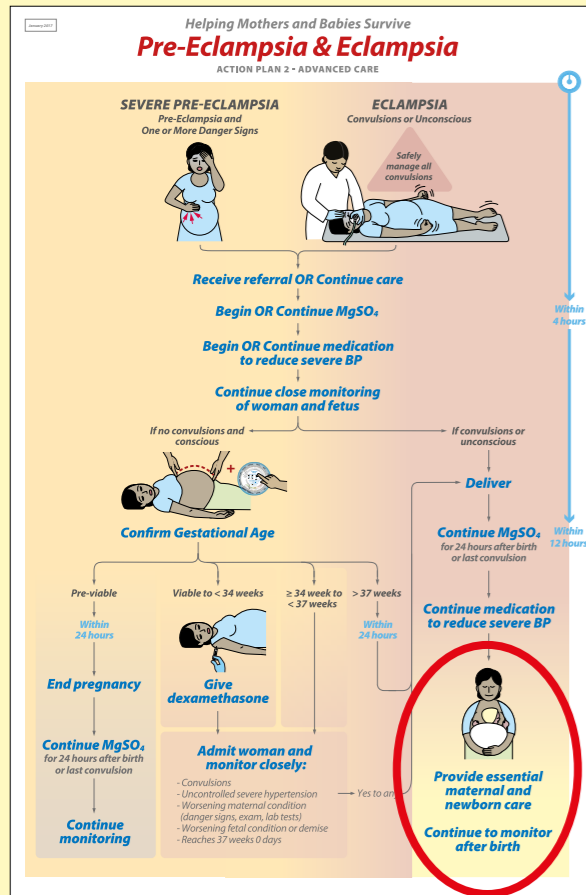 January 2017
Helping Mothers and Babies Survive
Pre-Eclampsia & Eclampsia
ACTION PLAN 2 - ADVANCED CARE
SEVERE PRE-ECLAMPSIA
Pre-Eclampsia and
One or More Danger Signs
ECLAMPSIA
Convulsions or Unconscious
Safely
manage all
convulsions
Receive referral OR Continue care
Begin OR Continue MgSO₄
Begin OR Continue medication
to reduce severe BP
Continue close monitoring
of woman and fetus
Within
4 hours
If no convulsions and
conscious
If convulsions or
unconscious
+
Confirm Gestational Age
Deliver
Continue MgSO₄
for 24 hours after birth
or last convulsion
Within
12 hours
Continue medication
to reduce severe BP
Pre-viable
Within
24 hours
End pregnancy
Continue MgSO₄
for 24 hours after birth
or last convulsion
Continue
monitoring
Viable to < 34 weeks
Give
dexamethasone
≥ 34 week to
< 37 weeks
> 37 weeks
Within
24 hours
Admit woman and
monitor closely:
- Convulsions
- Uncontrolled severe hypertension
- Worsening maternal condition
(danger signs, exam, lab tests)
- Worsening fetal condition or demise
- Reaches 37 weeks 0 days
Yes to any
Provide essential
maternal and
newborn care
Continue to monitor
after birth